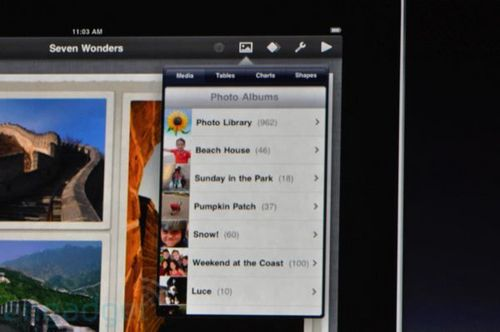 11:03 AM
Seven Wonders
Media Tables Charts Shapes
Photo Albums
Photo Library (962)
Beach House (46)
Sunday in the Park (18)
Pumpkin Patch (37)
Snow! (60)
Weekend at the Coast (100)
Luce (10)
engadget